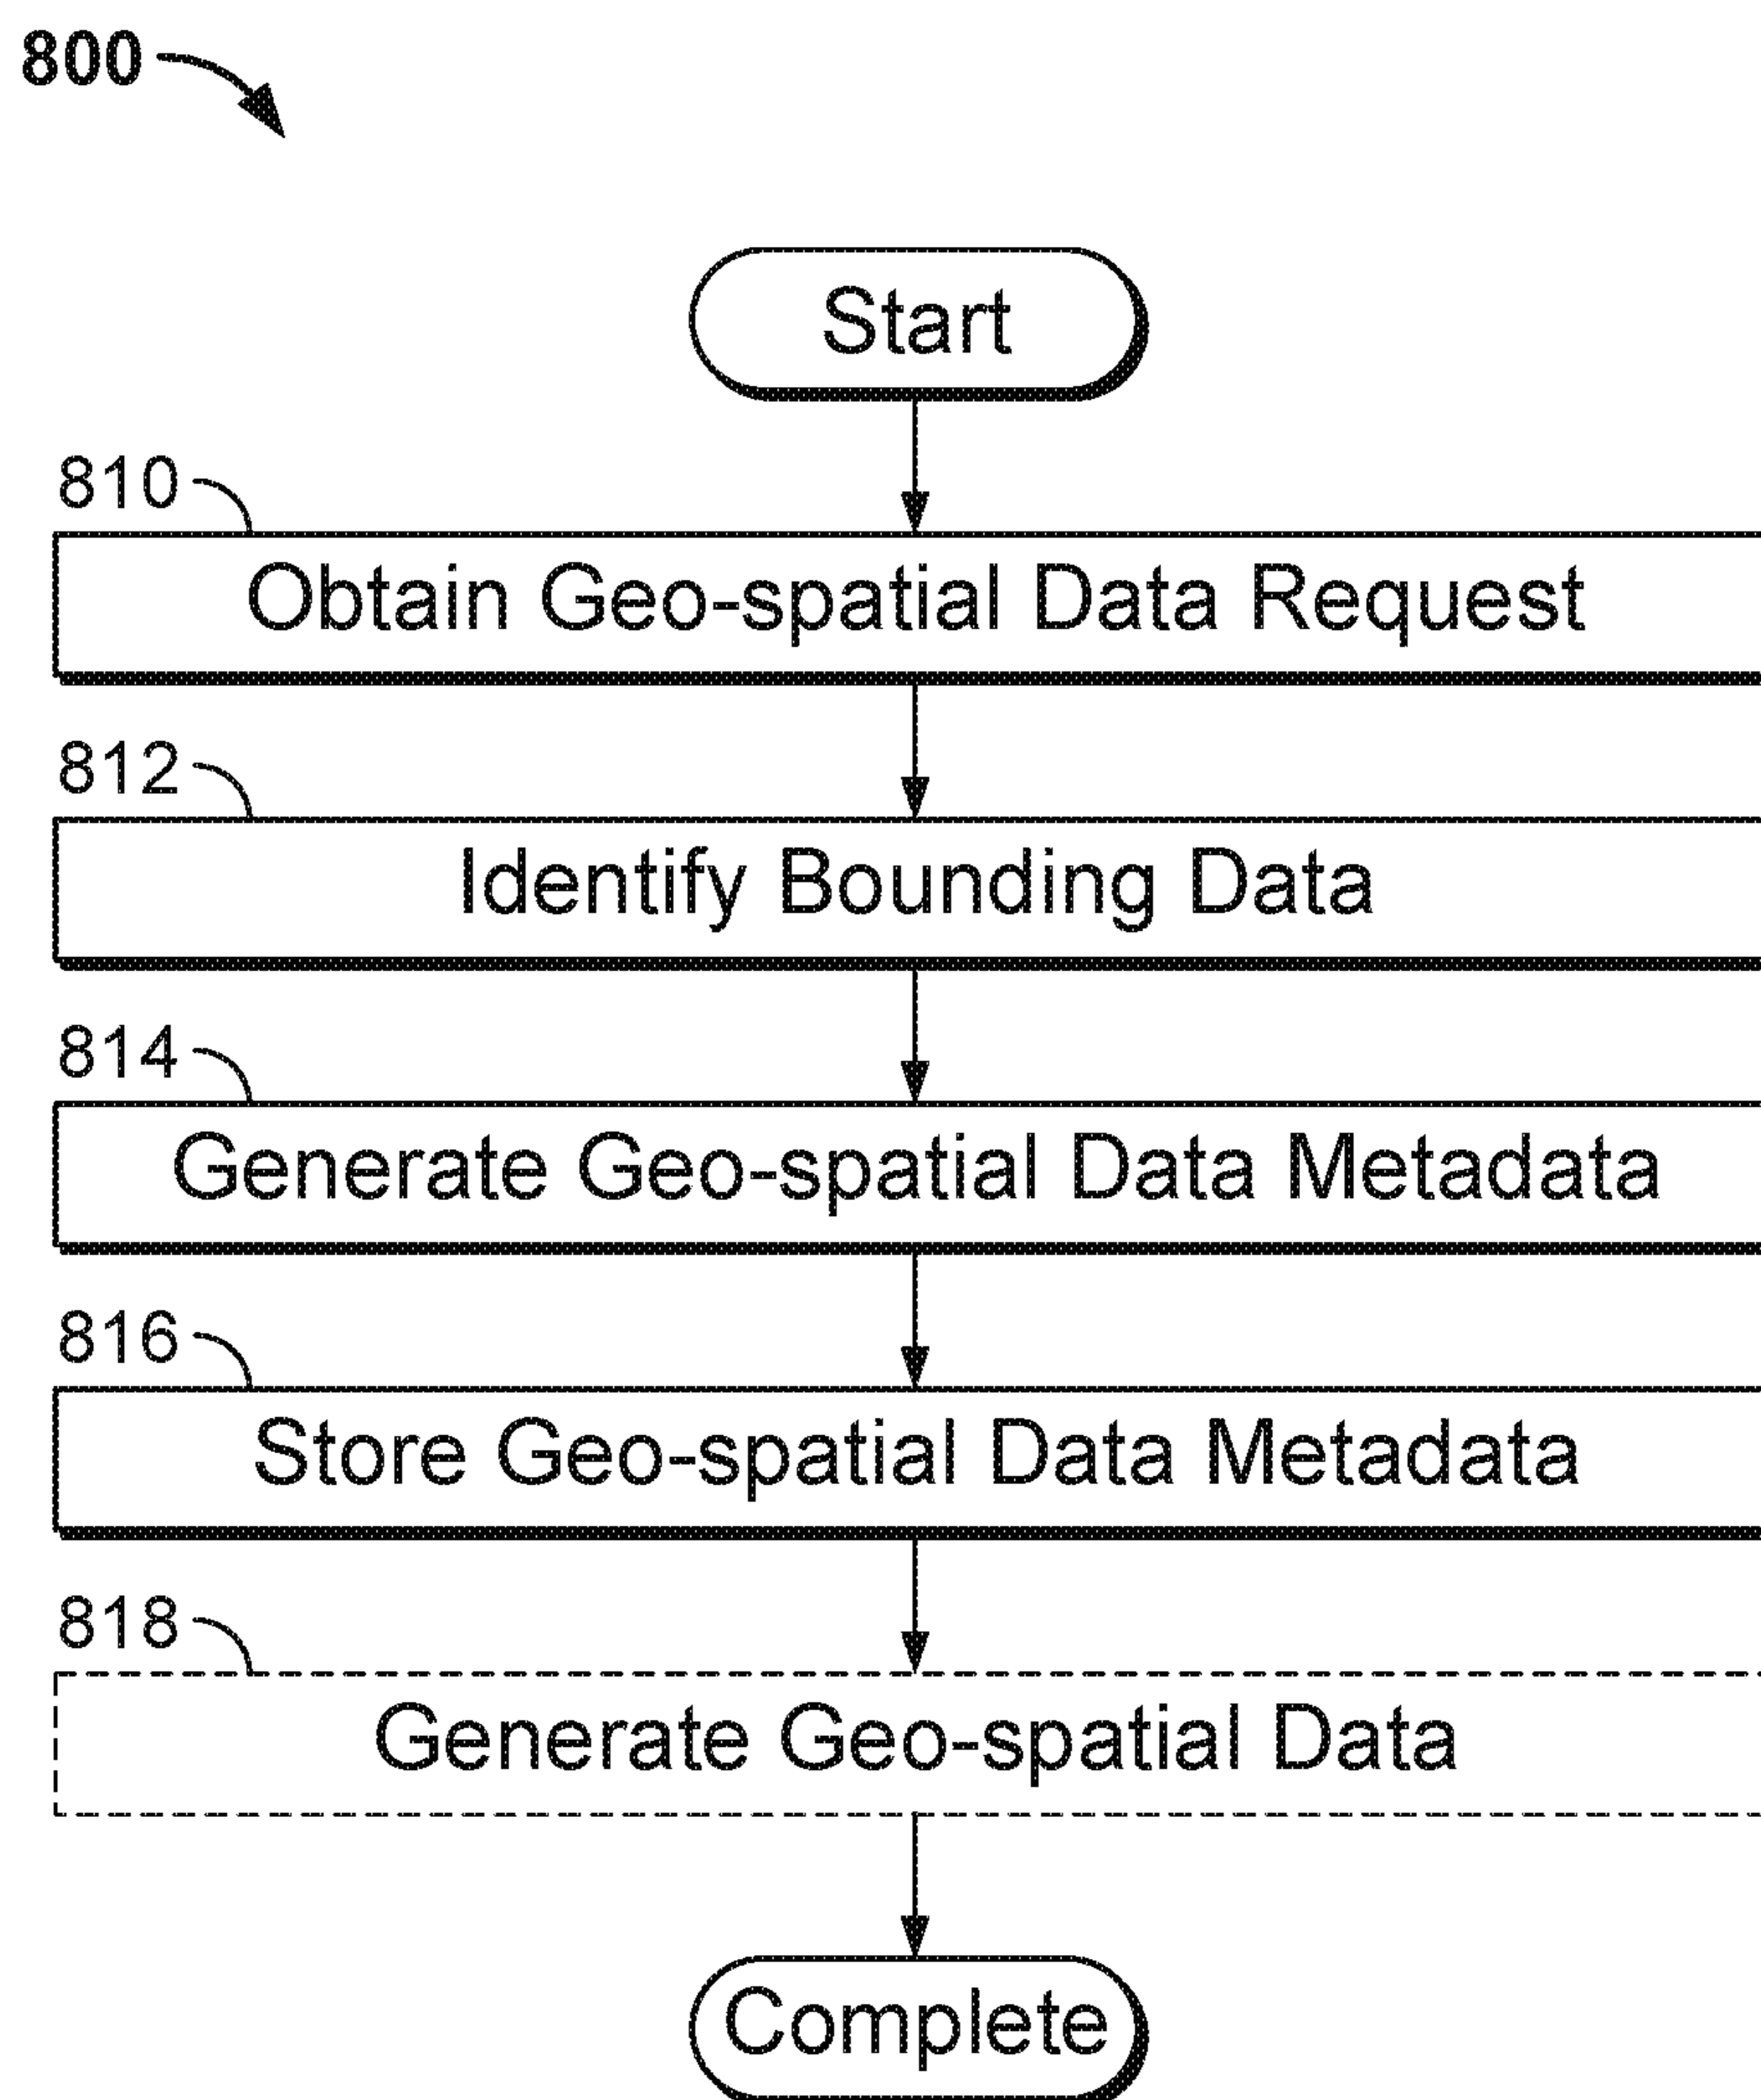 800
Start
810
Obtain Geo-spatial Data Request
812
Identify Bounding Data
814
Generate Geo-spatial Data Metadata
816
Store Geo-spatial Data Metadata
818
Generate Geo-spatial Data
Complete